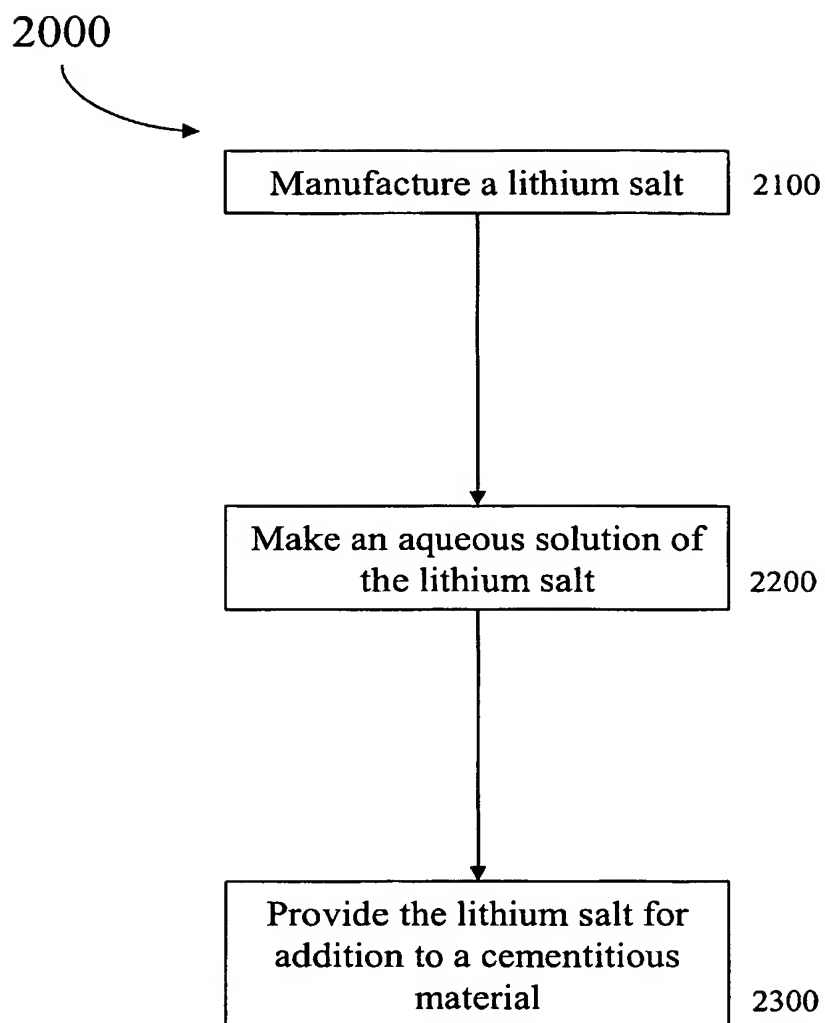 2000
Manufacture a lithium salt
2100
Make an aqueous solution of
the lithium salt
2200
Provide the lithium salt for
addition to a cementitious
material
2300